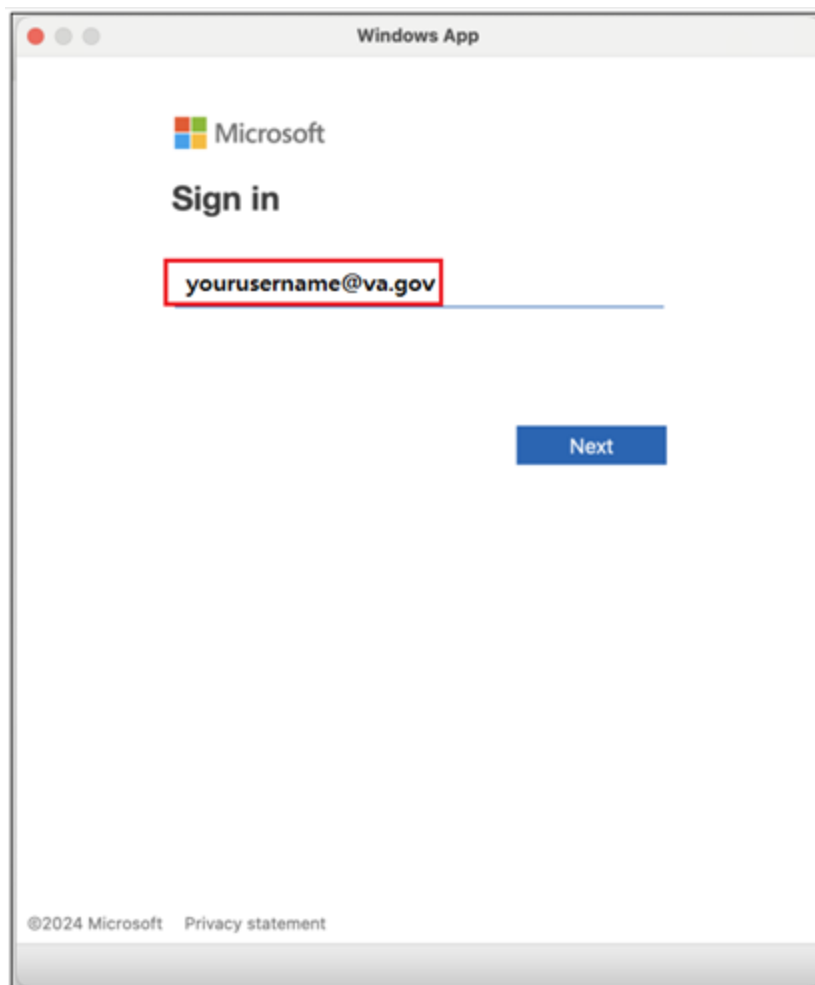 Windows App
Microsoft
Sign in
yourusername@va.gov
Next
©2024 Microsoft Privacy statement